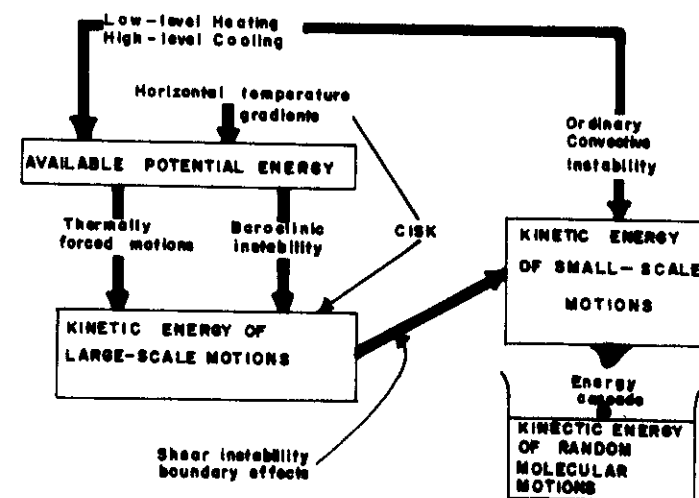 Low-level Heating
High-level Cooling
Horizontal temperature
gradients
Ordinary
Convective
instability
AVAILABLE POTENTIAL ENERGY
Thermally
forced motions
Baroclinic
instability
CISK
KINETIC ENERGY
OF SMALL-SCALE
MOTIONS
KINETIC ENERGY OF
LARGE-SCALE MOTIONS
Energy
cascade
Shear instability
boundary effects
KINECTIC ENERGY
OF RANDOM
MOLECULAR
MOTIONS